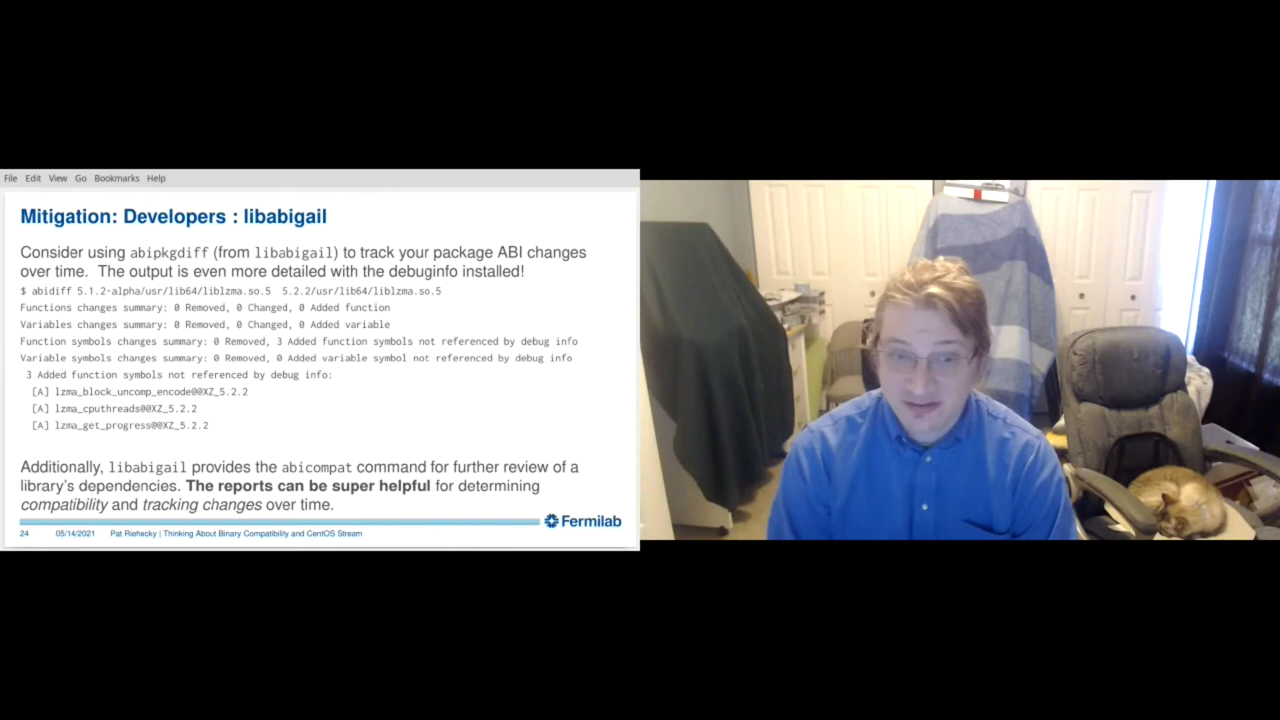 File Edit View Go Bookmarks Help
Mitigation: Developers : libabigail
Consider using abipkgdiff (from libabigail) to track your package ABI changes
over time. The output is even more detailed with the debuginfo installed!
$ abidiff 5.1.2-alpha/usr/lib64/liblzma.so.5 5.2.2/usr/lib64/liblzma.so.5
Functions changes summary: 0 Removed, 0 Changed, 0 Added function
Variables changes summary: 0 Removed, 0 Changed, 0 Added variable
Function symbols changes summary: 0 Removed, 3 Added function symbols not referenced by debug info
Variable symbols changes summary: 0 Removed, 0 Added variable symbol not referenced by debug info
3 Added function symbols not referenced by debug info:
[A] lzma_block_uncomp_encode@@XZ_5.2.2
[A] lzma_cputhreads@@XZ_5.2.2
[A] lzma_get_progress@@XZ_5.2.2
Additionally, libabigail provides the abicompat command for further review of a
library's dependencies. The reports can be super helpful for determining
compatibility and tracking changes over time.
Fermilab
24 05/14/2021 Pat Riehecky | Thinking About Binary Compatibility and CentOS Stream